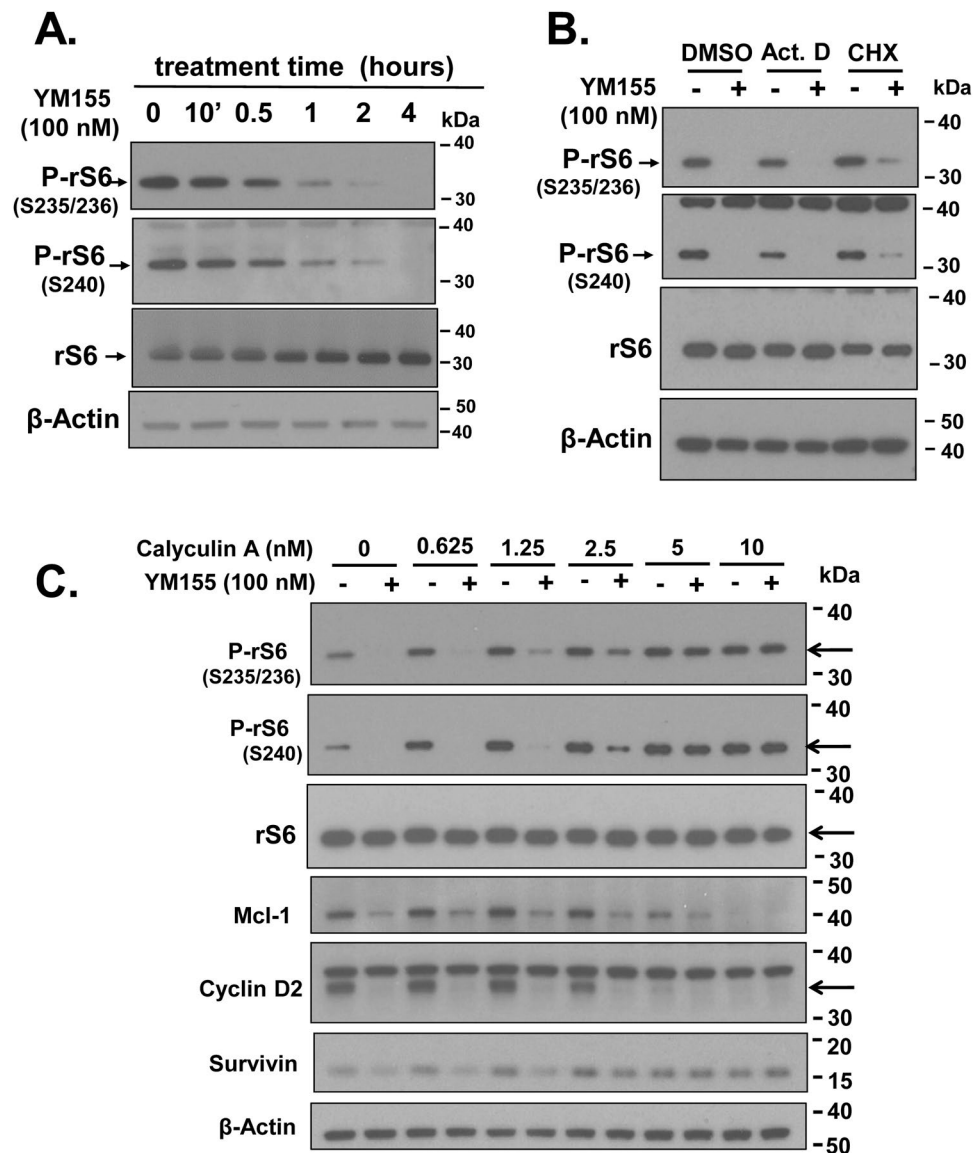 A.
treatment time (hours)
YM155
(100 nM)
0 10’ 0.5 1 2 4
kDa
P-rS6
(S235/236)
- 40
- 30
P-rS6
(S240)
- 40
- 30
rS6
- 40
- 30
β-Actin
- 50
- 40
B.
DMSO Act. D CHX
YM155
(100 nM)
- + - + - +
kDa
P-rS6
(S235/236)
- 40
- 30
P-rS6
(S240)
- 40
- 30
rS6
- 40
- 30
β-Actin
- 50
- 40
C.
Calyculin A (nM) 0 0.625 1.25 2.5 5 10
YM155 (100 nM) - + - + - + - + - + - +
kDa
P-rS6
(S235/236)
- 40
- 30
P-rS6
(S240)
- 40
- 30
rS6
- 40
- 30
Mcl-1
- 50
- 40
Cyclin D2
- 40
- 30
Survivin
- 20
- 15
β-Actin
- 40
- 50